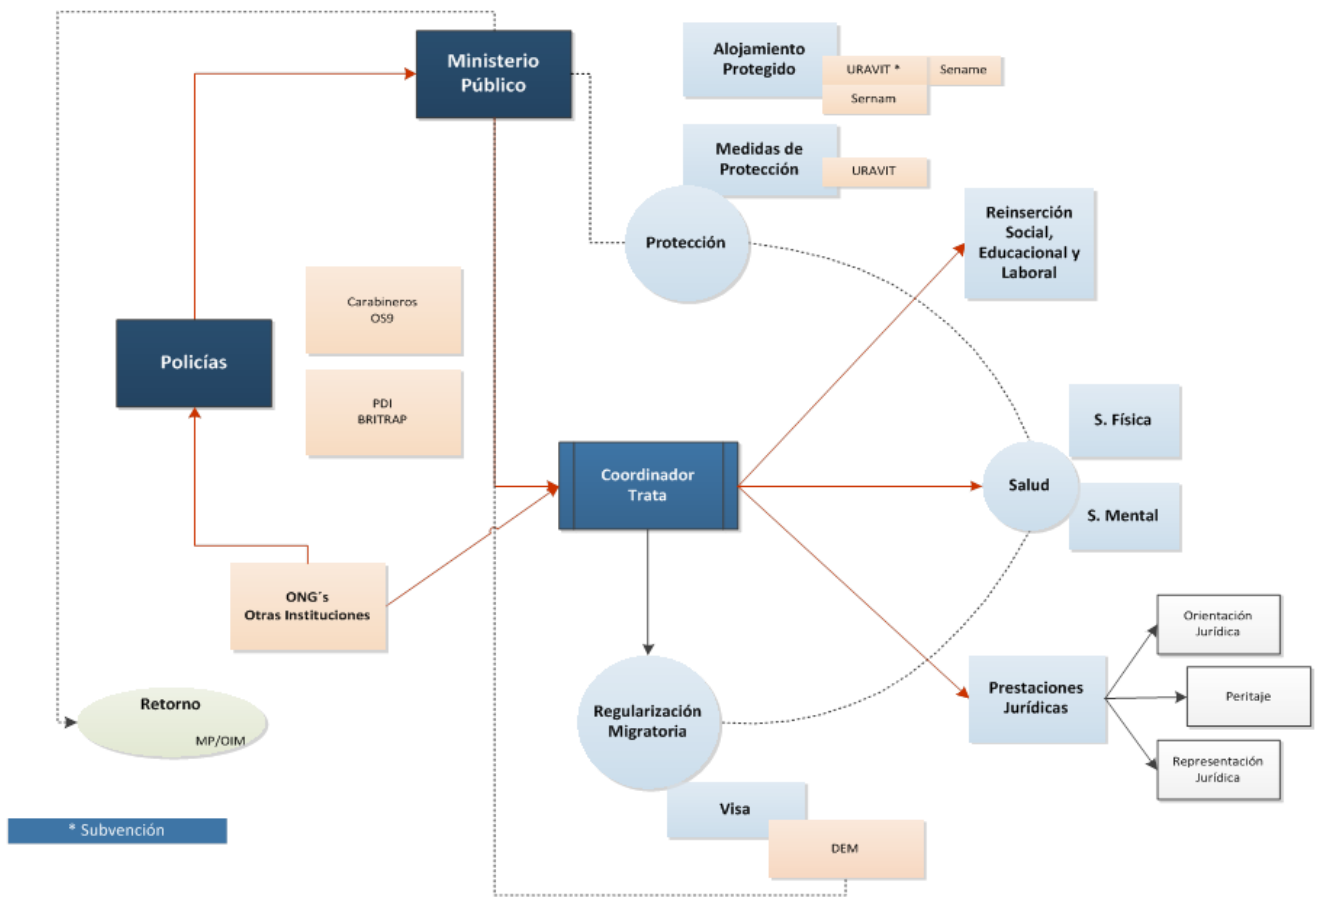 Ministerio
Público
Alojamiento
Protegido
URAVIT *
Sename
Sernam
Medidas de
Protección
URAVIT
Protección
Reinserción
Social,
Educacional y
Laboral
Carabineros
OS9
Policías
PDI
BRITRAP
Coordinador
Trata
S. Física
Salud
S. Mental
ONG´s
Otras Instituciones
Orientación
Jurídica
Prestaciones
Jurídicas
Peritaje
Representación
Jurídica
Regularización
Migratoria
Retorno
MP/OIM
Visa
DEM
* Subvención